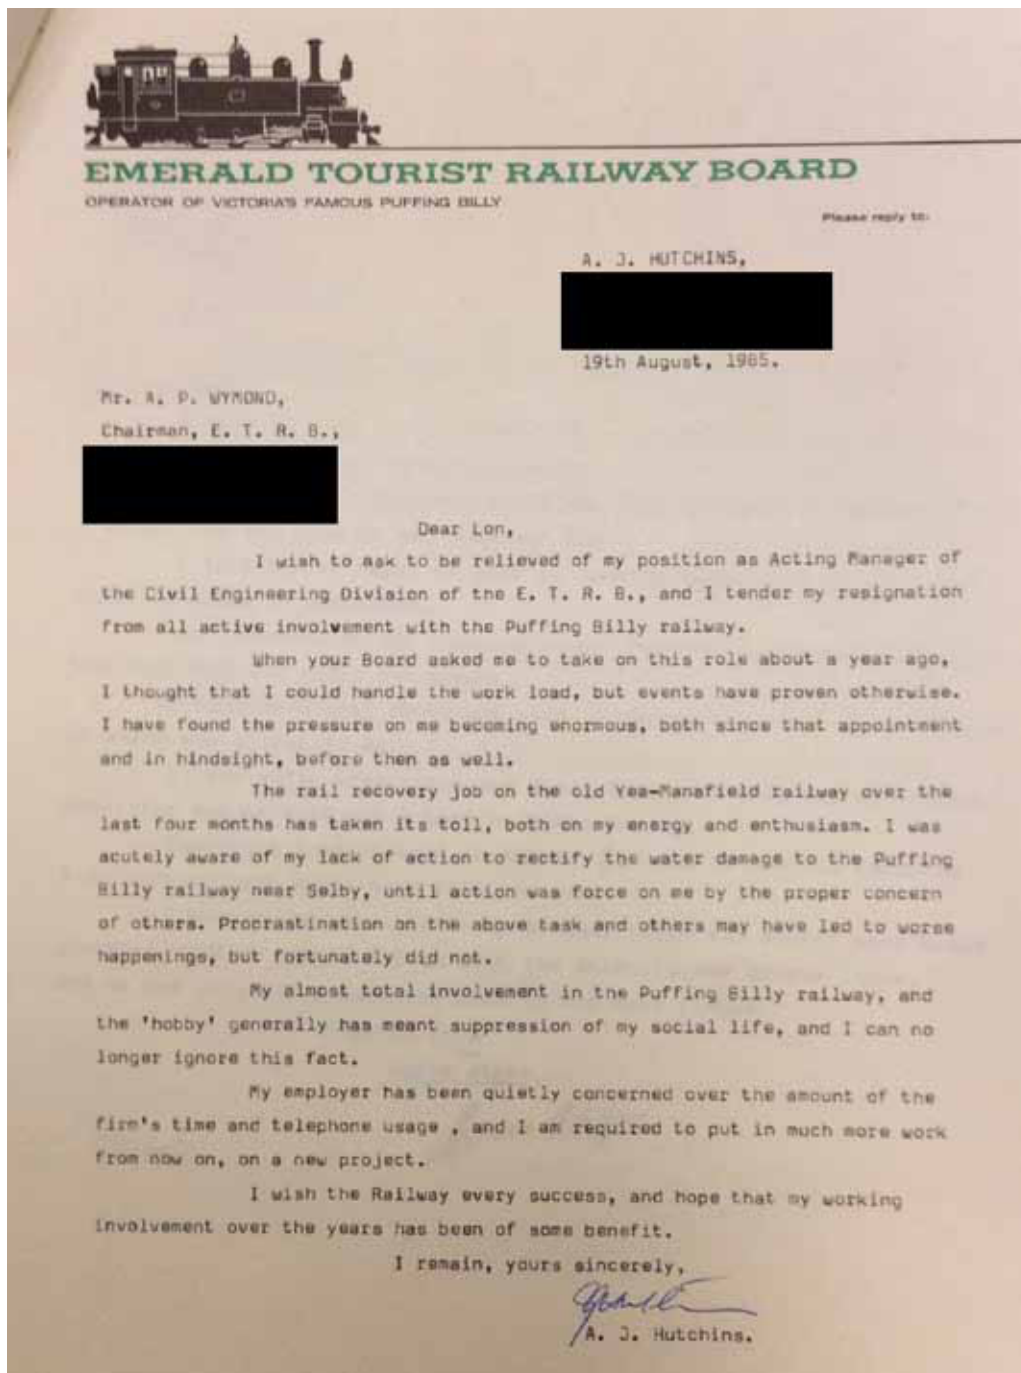 EMERALD TOURIST RAILWAY BOARD
OPERATOR OF VICTORIA'S FAMOUS PUFFING BILLY
Please reply to:
A. J. HUTCHINS,
19th August, 1985.
Mr. A. P. WYMOND,
Chairman, E. T. R. B.,
Dear Lon,
I wish to ask to be relieved of my position as Acting Manager of
the Civil Engineering Division of the E. T. R. B., and I tender my resignation
from all active involvement with the Puffing Billy railway.
When your Board asked me to take on this role about a year ago,
I thought that I could handle the work load, but events have proven otherwise.
I have found the pressure on me becoming enormous, both since that appointment
and in hindsight, before then as well.
The rail recovery job on the old Yea-Mansfield railway over the
last four months has taken its toll, both on my energy and enthusiasm. I was
acutely aware of my lack of action to rectify the water damage to the Puffing
Billy railway near Selby, until action was force on me by the proper concern
of others. Procrastination on the above task and others may have led to worse
happenings, but fortunately did not.
My almost total involvement in the Puffing Billy railway, and
the 'hobby' generally has meant suppression of my social life, and I can no
longer ignore this fact.
My employer has been quietly concerned over the amount of the
firm's time and telephone usage , and I am required to put in much more work
from now on, on a new project.
I wish the Railway every success, and hope that my working
involvement over the years has been of some benefit.
I remain, yours sincerely,
A. J. Hutchins.